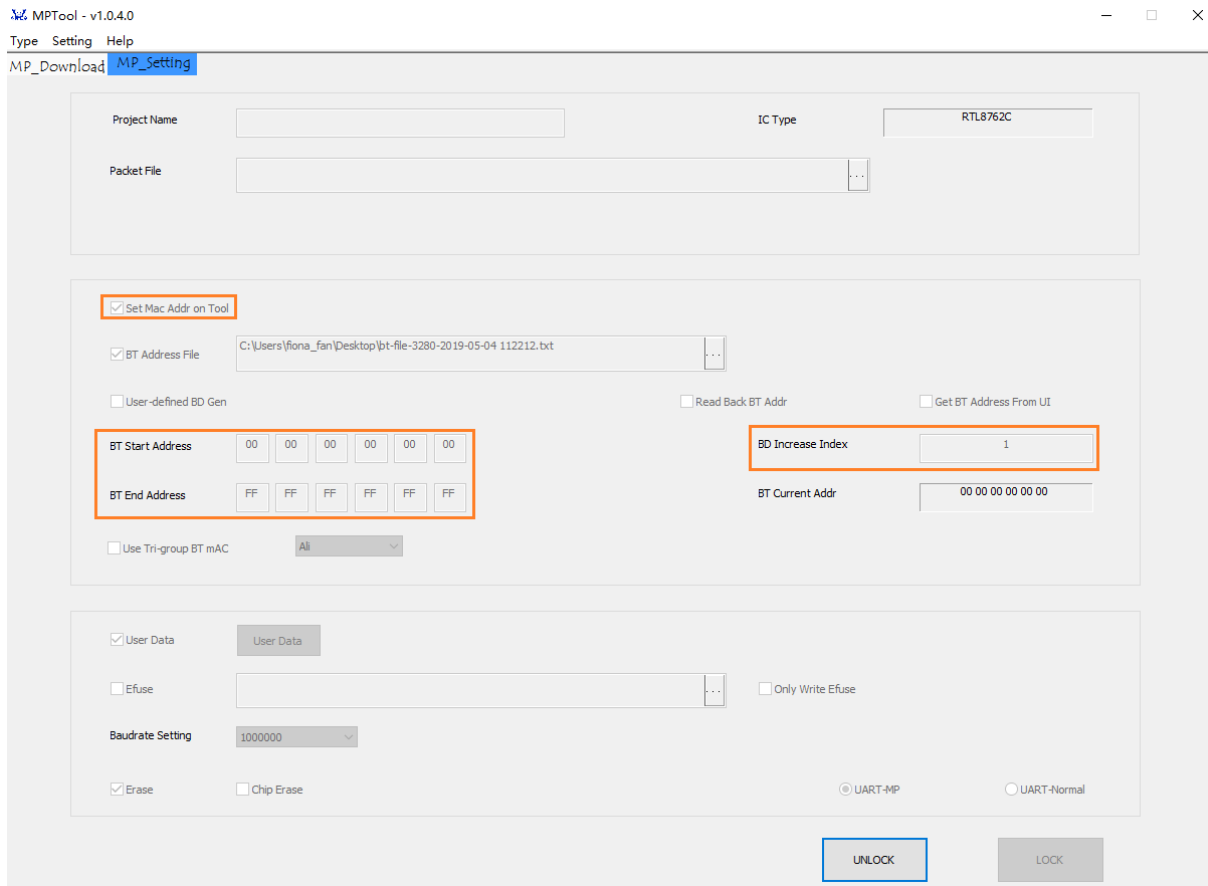 MPTool - v1.0.4.0
Type Setting Help
MP_Download MP_Setting
Project Name IC Type RTL8762C
Packet File ...
Set Mac Addr on Tool
BT Address File C:\Users\fiona_fan\Desktop\bt-file-3280-2019-05-04 112212.txt ...
User-defined BD Gen Read Back BT Addr Get BT Address From UI
BT Start Address 00 00 00 00 00 00 BD Increase Index 1
BT End Address FF FF FF FF FF FF BT Current Addr 00 00 00 00 00 00
Use Tri-group BT mAC Ali
User Data User Data
Efuse ... Only Write Efuse
Baudrate Setting 1000000
Erase Chip Erase UART-MP UART-Normal
UNLOCK LOCK